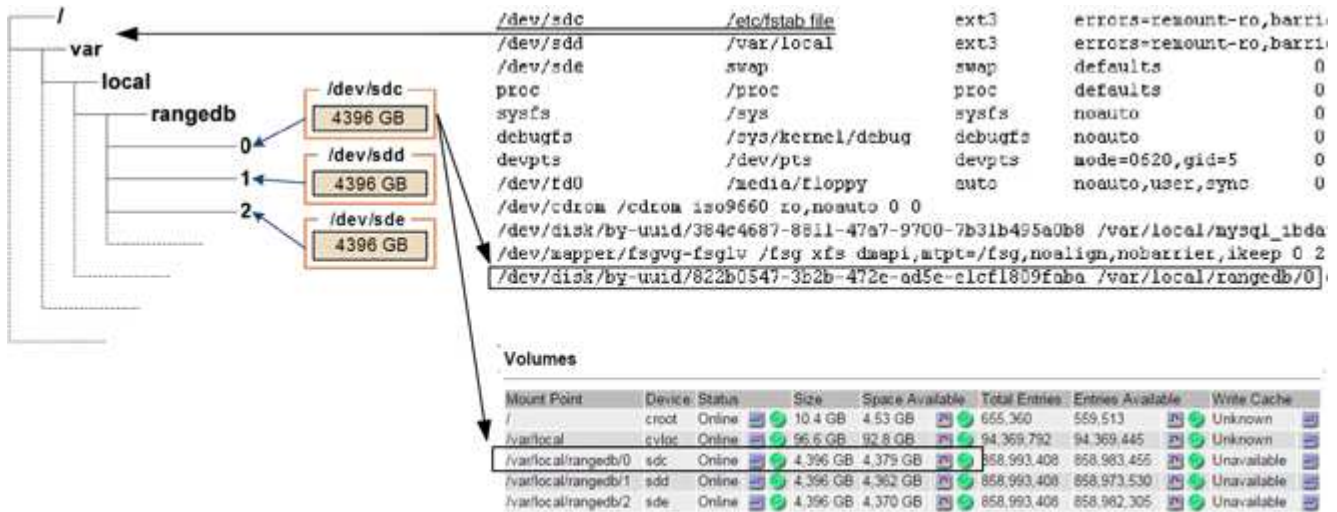 /
var
local
rangedb
0
1
2
/dev/sdc
4396 GB
/dev/sdd
4396 GB
/dev/sde
4396 GB
/dev/sdc /etc/fstab file ext3 errors=remount-ro,barri
/dev/sdd /var/local ext3 errors=remount-ro,barri
/dev/sde swap swap defaults 0
proc /proc proc defaults 0
sysfs /sys sysfs noauto 0
debugfs /sys/kernel/debug debugfs noauto 0
devpts /dev/pts devpts mode=0620,gid=5 0
/dev/fd0 /media/floppy auto noauto,user,sync 0
/dev/cdrom /cdrom iso9660 ro,noauto 0 0
/dev/disk/by-uuid/384c4687-8811-47a7-9700-7b31b495a0b8 /var/local/mysql_ibda
/dev/mapper/fsgvg-fsglv /fsg xfs dmapi,mtpt=/fsg,noalign,nobarrier,ikeep 0 2
/dev/disk/by-uuid/822b0547-3b2b-472e-ad5e-e1cf1809faba /var/local/rangedb/0
Volumes
Mount Point Device Status Size Space Available Total Entries Entries Available Write Cache
/ croot Online 10.4 GB 4.53 GB 655,360 559,513 Unknown
/var/local cvloc Online 96.6 GB 92.8 GB 94,369,792 94,369,445 Unknown
/var/local/rangedb/0 sdc Online 4,396 GB 4,379 GB 858,993,408 858,983,455 Unavailable
/var/local/rangedb/1 sdd Online 4,396 GB 4,362 GB 858,993,408 858,973,530 Unavailable
/var/local/rangedb/2 sde Online 4,396 GB 4,370 GB 858,993,408 858,982,305 Unavailable